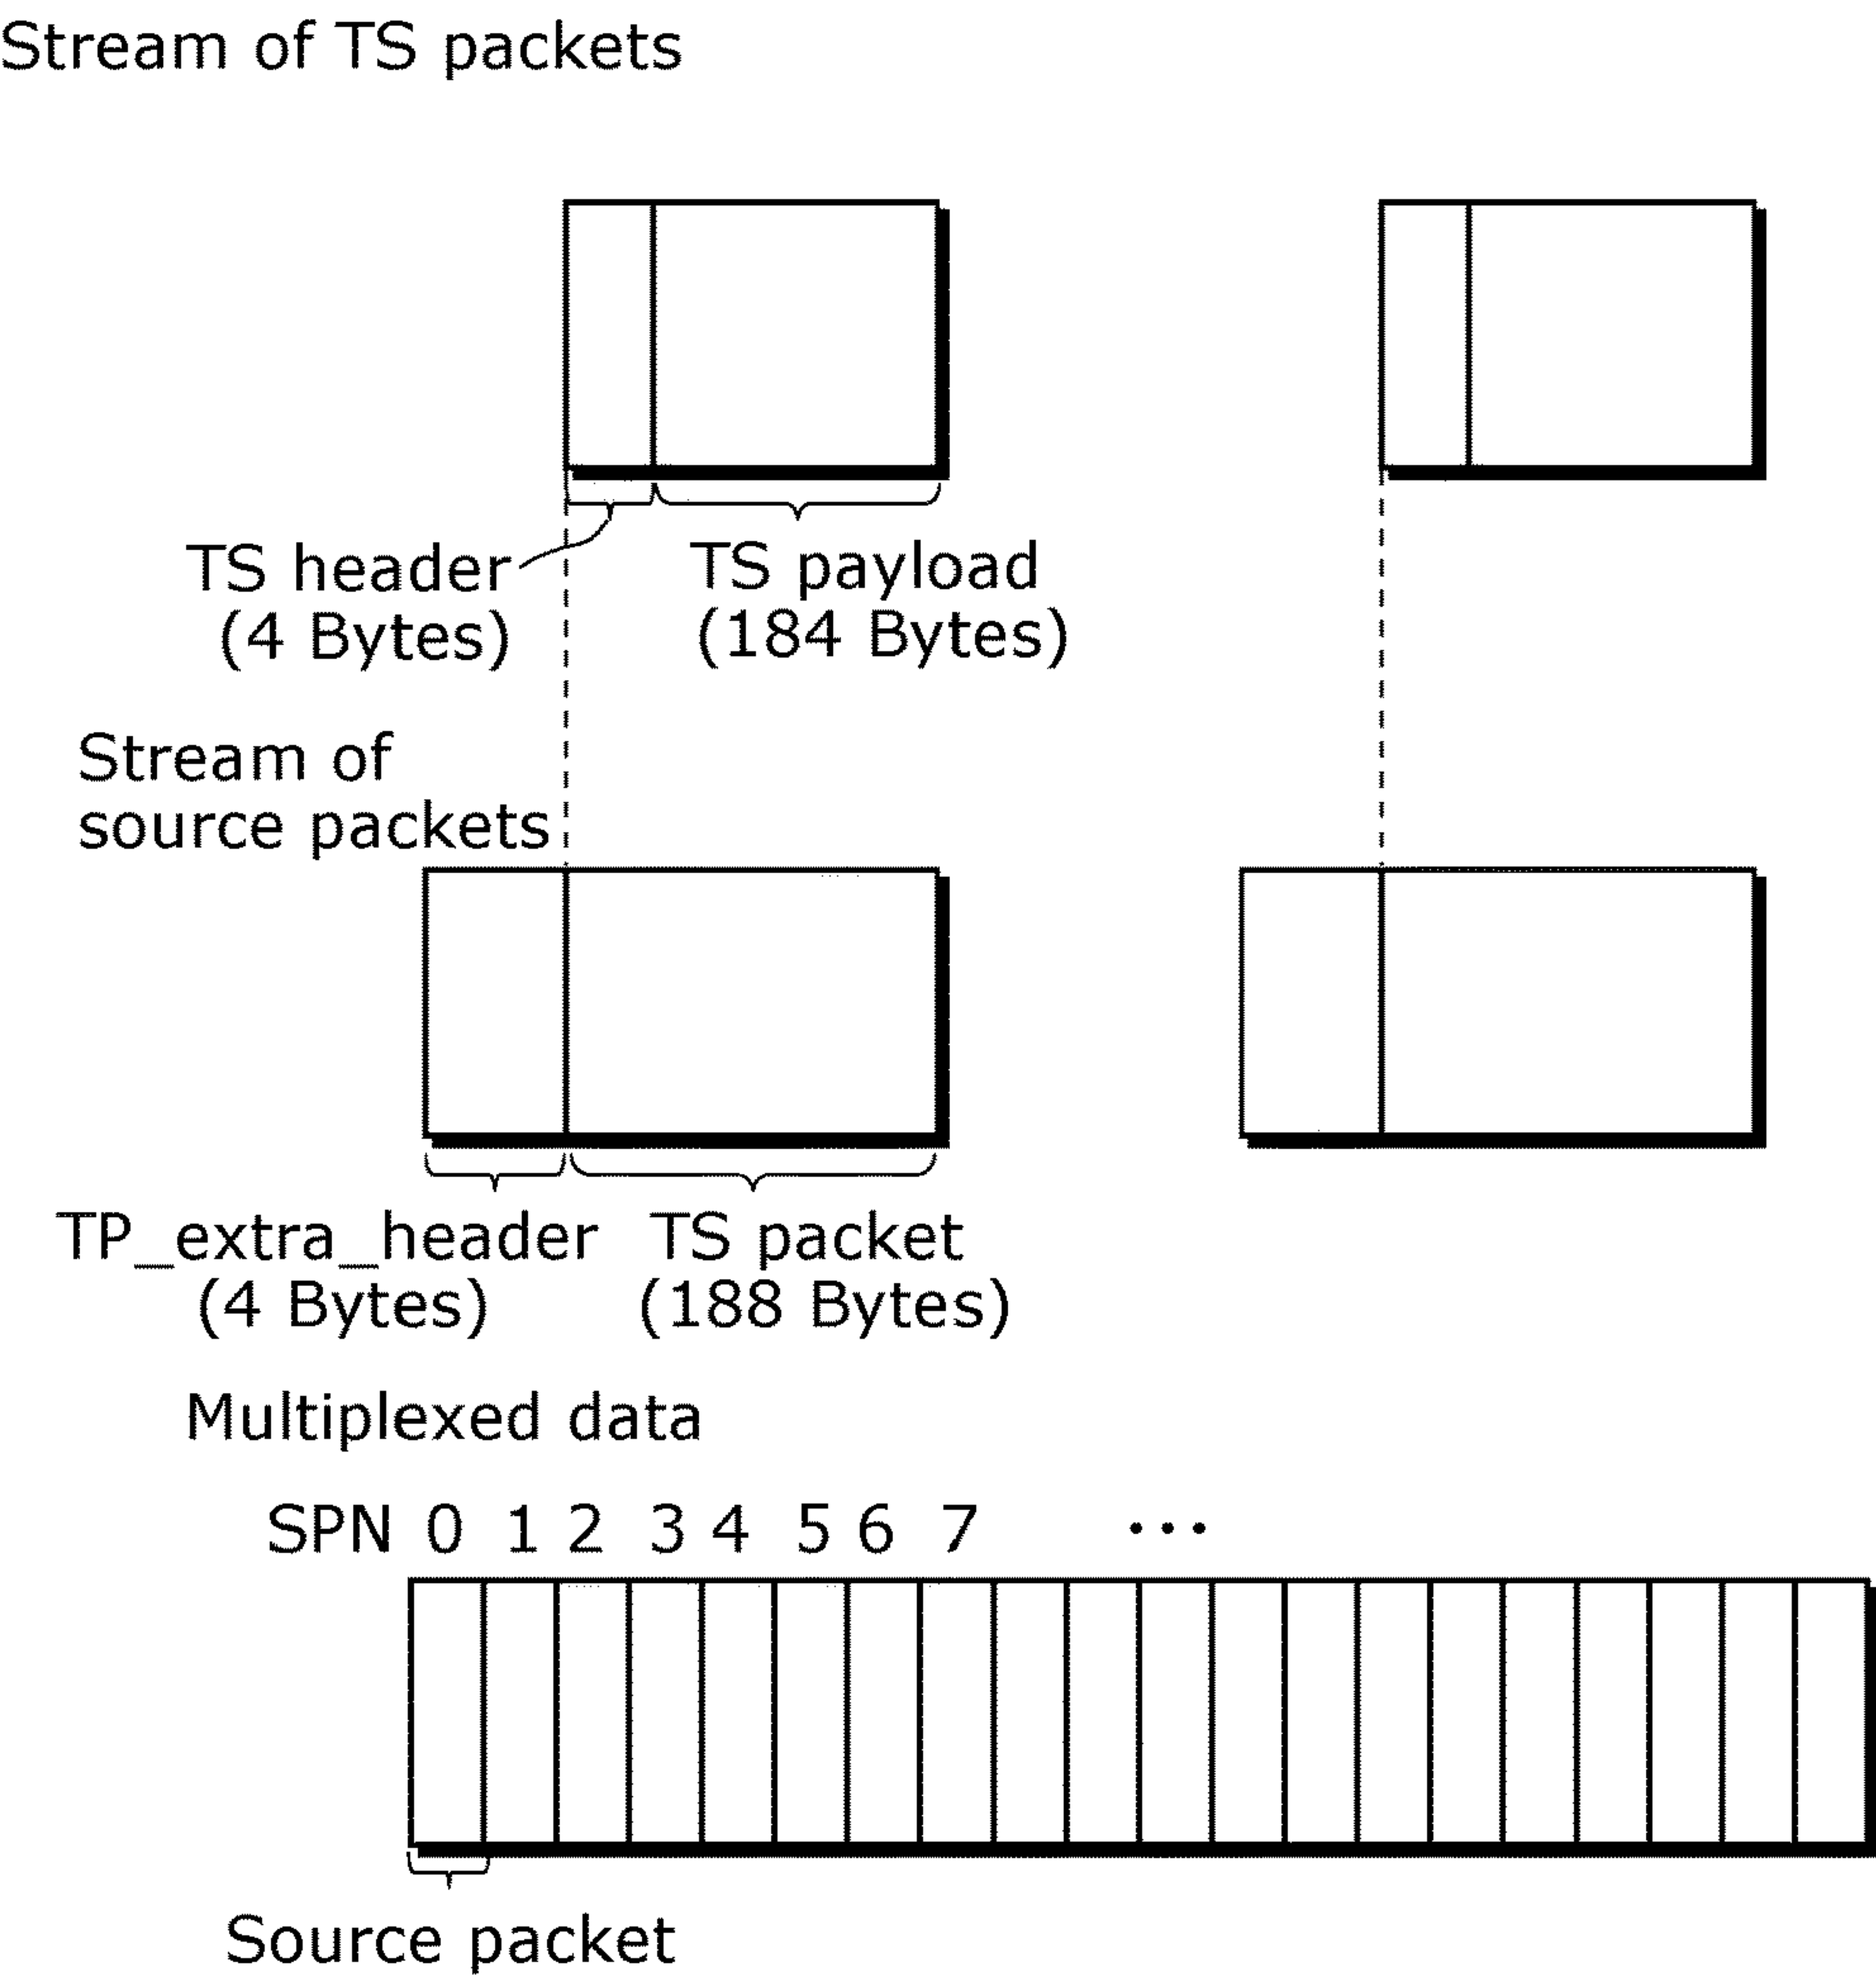 Stream of TS packets
TS header
(4 Bytes)
TS payload
(184 Bytes)
Stream of
source packets
TP_extra_header
(4 Bytes)
TS packet
(188 Bytes)
Multiplexed data
SPN 0 1 2 3 4 5 6 7 ...
Source packet